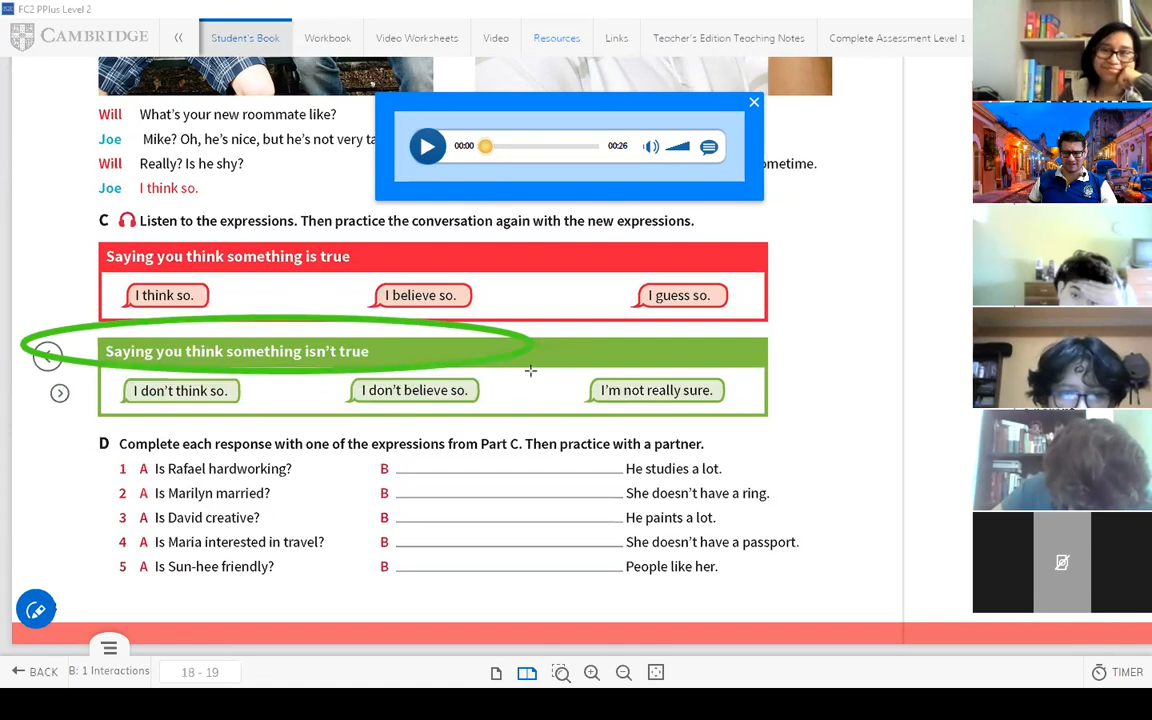 FC2 PPlus Level 2
CAMBRIDGE
Student's Book
Workbook
Video Worksheets
Video
Resources
Links
Teacher's Edition Teaching Notes
Complete Assessment Level 1
Will What's your new roommate like?
Joe Mike? Oh, he's nice, but he's not very
Will Really? Is he shy?
sometime.
Joe I think so.
00:00
00:26
C Listen to the expressions. Then practice the conversation again with the new expressions.
Saying you think something is true
I think so.
I believe so.
I guess so.
Saying you think something isn't true
I don't think so.
I don't believe so.
I'm not really sure.
D Complete each response with one of the expressions from Part C. Then practice with a partner.
1 A Is Rafael hardworking? B He studies a lot.
2 A Is Marilyn married? B She doesn't have a ring.
3 A Is David creative? B He paints a lot.
4 A Is Maria interested in travel? B She doesn't have a passport.
5 A Is Sun-hee friendly? B People like her.
BACK
B: 1 Interactions
18 - 19
TIMER